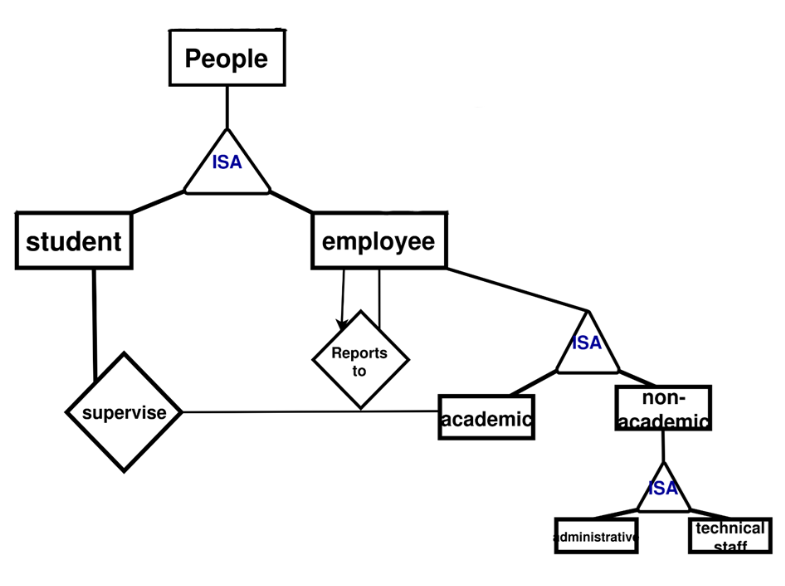 People
ISA
student
employee
Reports
to
ISA
supervise
academic
non-
academic
ISA
administrative
technical
staff